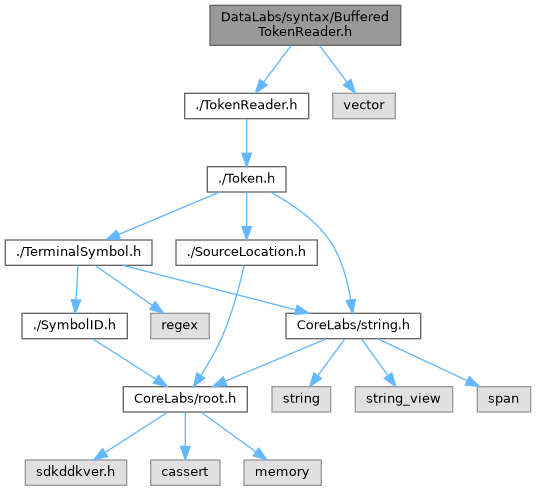 DataLabs/syntax/Buffered
TokenReader.h
./TokenReader.h
vector
./Token.h
./TerminalSymbol.h
./SourceLocation.h
./SymbolID.h
regex
CoreLabs/string.h
CoreLabs/root.h
string
string_view
span
sdkddkver.h
cassert
memory